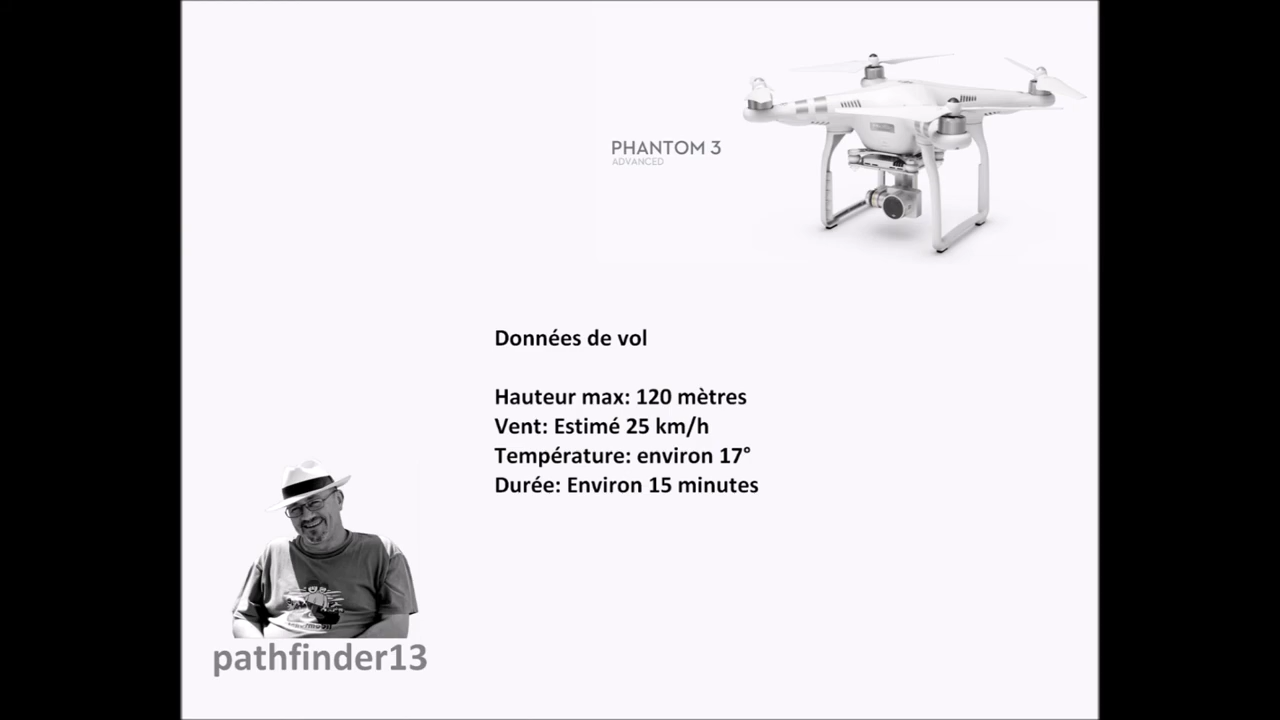 PHANTOM 3
ADVANCED
Données de vol
Hauteur max: 120 mètres
Vent: Estimé 25 km/h
Température: environ 17°
Durée: Environ 15 minutes
pathfinder13